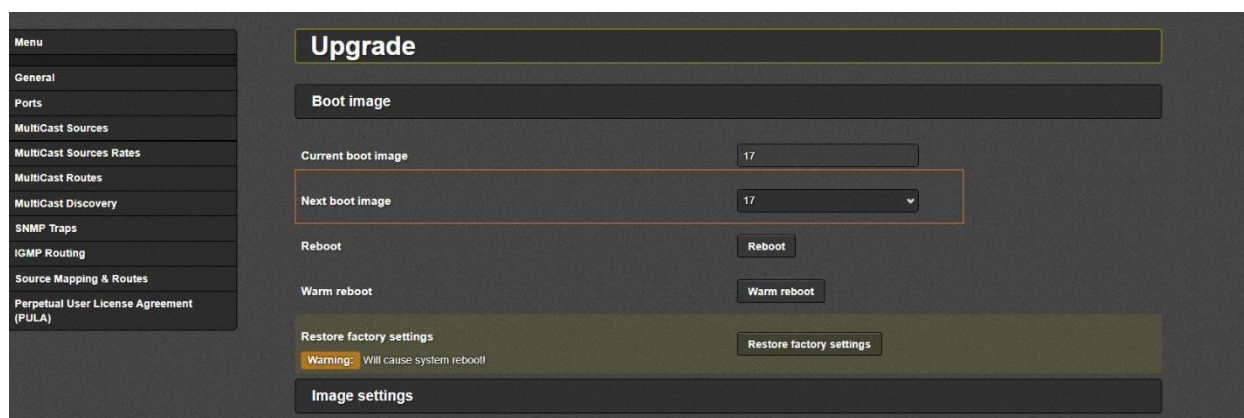 Menu
General
Ports
MultiCast Sources
MultiCast Sources Rates
MultiCast Routes
MultiCast Discovery
SNMP Traps
IGMP Routing
Source Mapping & Routes
Perpetual User License Agreement
(PULA)
Upgrade
Boot image
Current boot image 17
Next boot image 17
Reboot Reboot
Warm reboot Warm reboot
Restore factory settings Restore factory settings
Warning: Will cause system reboot!
Image settings